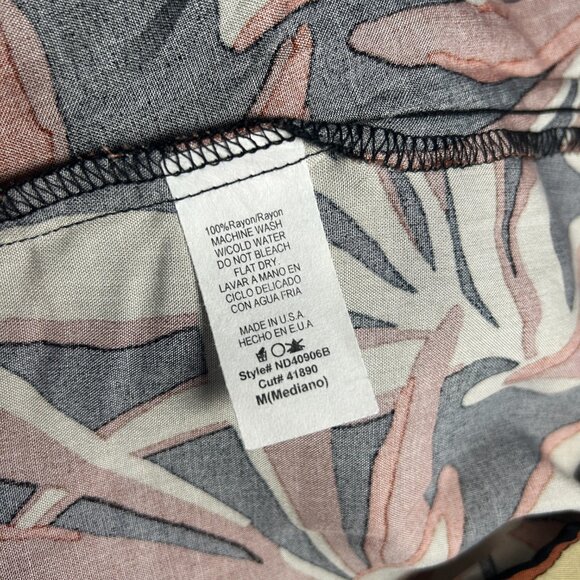 100%Rayon/Rayon
MACHINE WASH
W/COLD WATER
DO NOT BLEACH
FLAT DRY.
LAVAR A MANO EN
CICLO DELICADO
CON AGUA FRIA
MADE IN U.S.A
HECHO EN E.U.A
Style# ND40906B
Cut# 41890
M(Mediano)